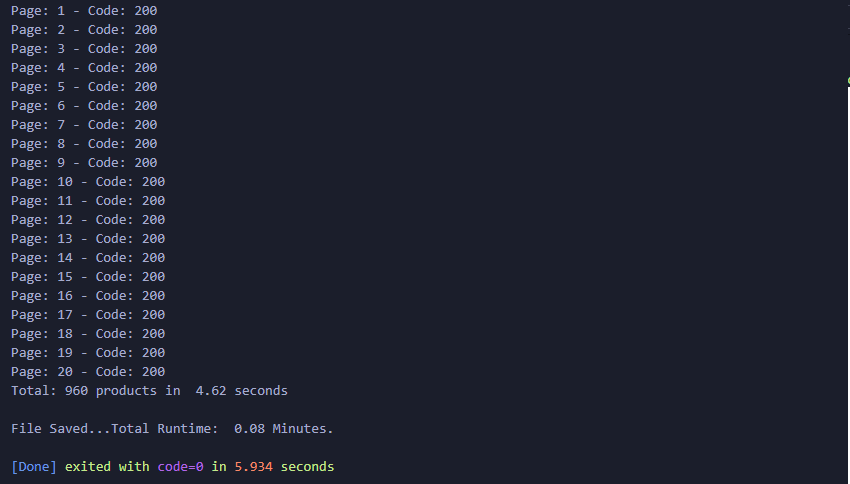 Page: 1 - Code: 200
Page: 2 - Code: 200
Page: 3 - Code: 200
Page: 4 - Code: 200
Page: 5 - Code: 200
Page: 6 - Code: 200
Page: 7 - Code: 200
Page: 8 - Code: 200
Page: 9 - Code: 200
Page: 10 - Code: 200
Page: 11 - Code: 200
Page: 12 - Code: 200
Page: 13 - Code: 200
Page: 14 - Code: 200
Page: 15 - Code: 200
Page: 16 - Code: 200
Page: 17 - Code: 200
Page: 18 - Code: 200
Page: 19 - Code: 200
Page: 20 - Code: 200
Total: 960 products in  4.62 seconds
File Saved...Total Runtime:  0.08 Minutes.
[Done] exited with code=0 in 5.934 seconds